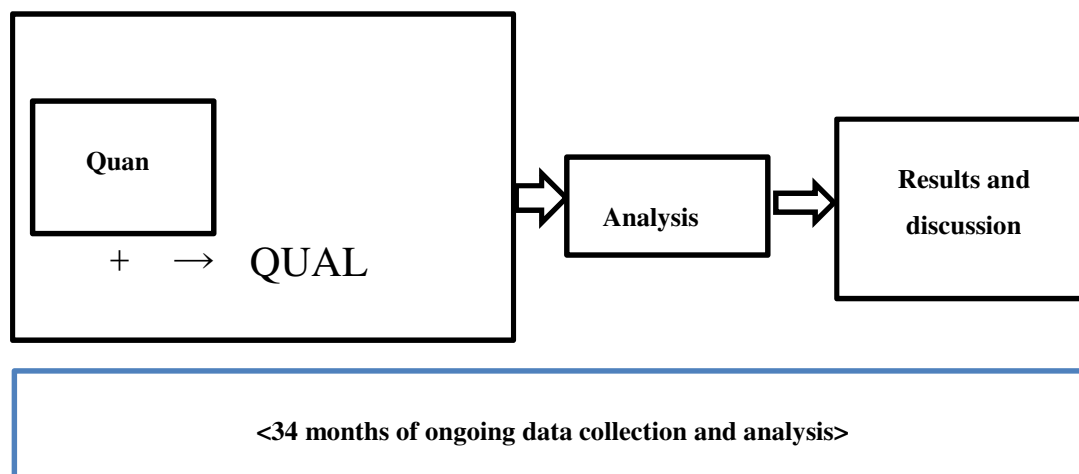 Quan
+ → QUAL
Analysis
Results and
discussion
<34 months of ongoing data collection and analysis>